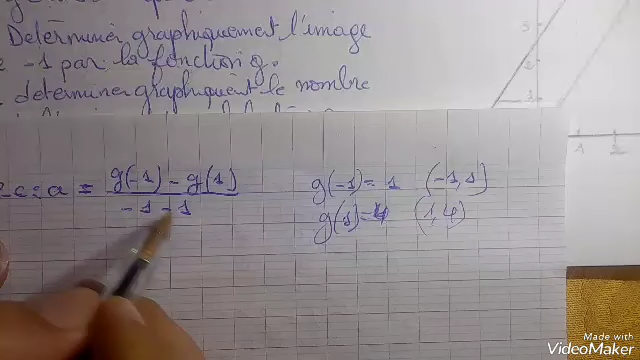 Déterminer graphiquement l'image
-1 par la fonction g.
déterminer graphiquement le nombre
a = g(-1) - g(1)
-1 - 1
g(-1) = 1 (-1, 1)
g(1) = 4 (1, 4)
Made with
VideoMaker